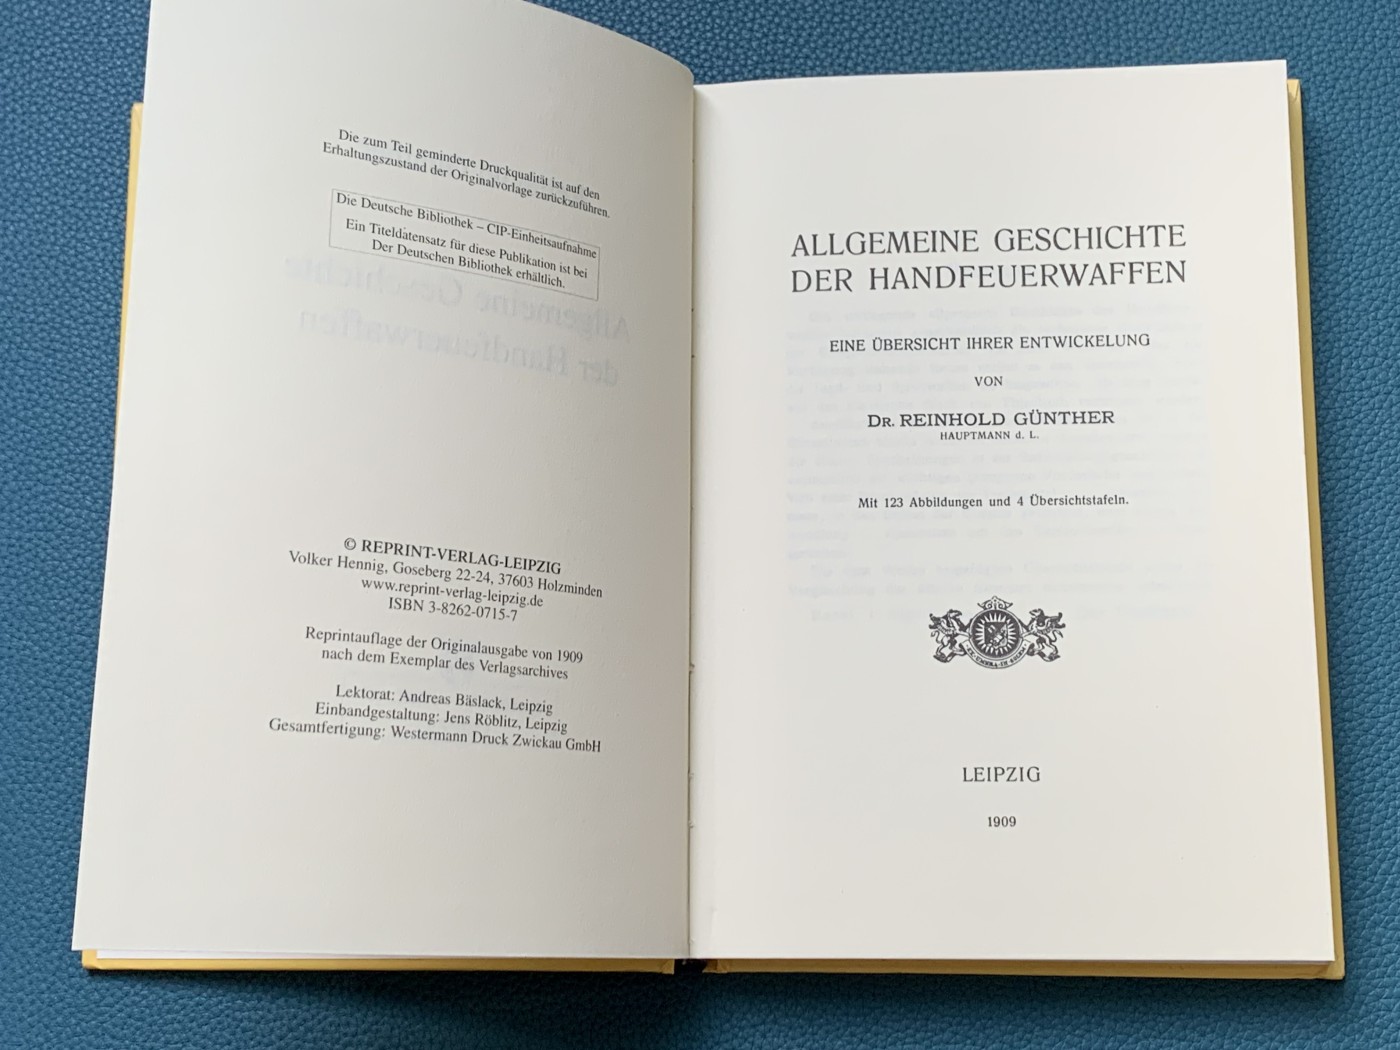 Die zum Teil geminderte Druckqualität ist auf den
Erhaltungszustand der Originalvorlage zurückzuführen.
Die Deutsche Bibliothek – CIP-Einheitsaufnahme
Ein Titeldatensatz für diese Publikation ist bei
Der Deutschen Bibliothek erhältlich.
© REPRINT-VERLAG-LEIPZIG
Volker Hennig, Goseberg 22-24, 37603 Holzminden
www.reprint-verlag-leipzig.de
ISBN 3-8262-0715-7
Reprintauflage der Originalausgabe von 1909
nach dem Exemplar des Verlagsarchives
Lektorat: Andreas Bäslack, Leipzig
Einbandgestaltung: Jens Röblitz, Leipzig
Gesamtfertigung: Westermann Druck Zwickau GmbH
ALLGEMEINE GESCHICHTE
DER HANDFEUERWAFFEN
EINE ÜBERSICHT IHRER ENTWICKELUNG
VON
DR. REINHOLD GÜNTHER
HAUPTMANN d. L.
Mit 123 Abbildungen und 4 Übersichtstafeln.
LEIPZIG
1909